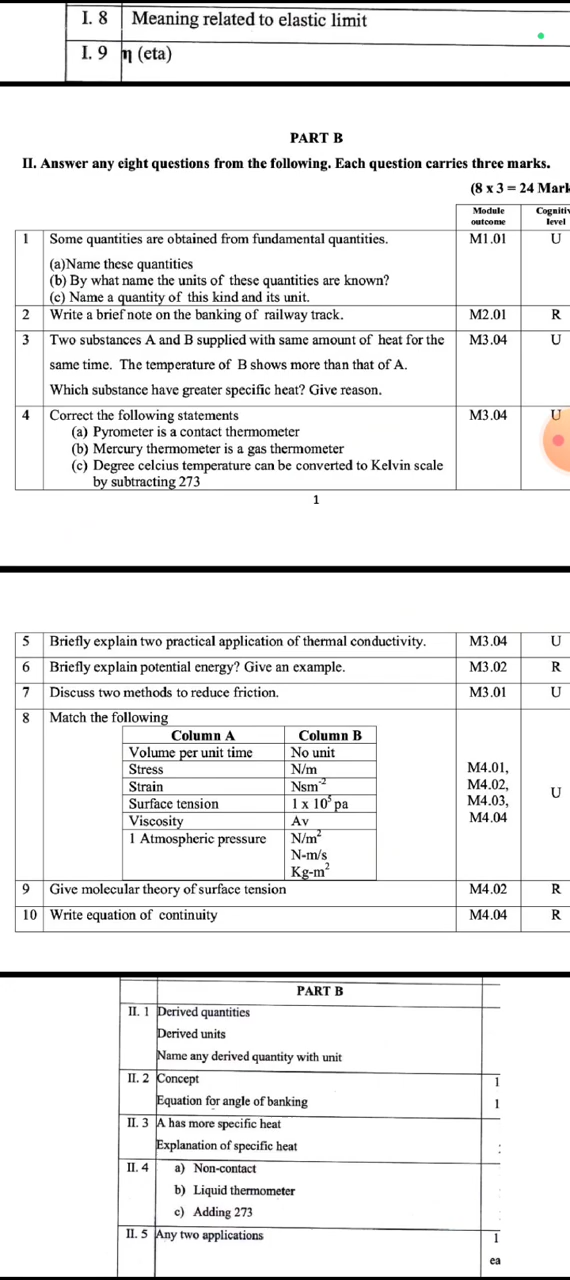 I. 8 Meaning related to elastic limit
I. 9 η (eta)
PART B
II. Answer any eight questions from the following. Each question carries three marks.
(8 x 3 = 24 Mark
Module outcome Cognitiv level
1 Some quantities are obtained from fundamental quantities. M1.01 U
(a)Name these quantities
(b) By what name the units of these quantities are known?
(c) Name a quantity of this kind and its unit.
2 Write a brief note on the banking of railway track. M2.01 R
3 Two substances A and B supplied with same amount of heat for the M3.04 U
same time. The temperature of B shows more than that of A.
Which substance have greater specific heat? Give reason.
4 Correct the following statements M3.04 U
(a) Pyrometer is a contact thermometer
(b) Mercury thermometer is a gas thermometer
(c) Degree celcius temperature can be converted to Kelvin scale
by subtracting 273
1
5 Briefly explain two practical application of thermal conductivity. M3.04 U
6 Briefly explain potential energy? Give an example. M3.02 R
7 Discuss two methods to reduce friction. M3.01 U
8 Match the following
Column A Column B
Volume per unit time No unit
Stress N/m M4.01,
Strain Nsm⁻² M4.02,
Surface tension 1 x 10⁵ pa M4.03, U
Viscosity Av M4.04
1 Atmospheric pressure N/m²
N-m/s
Kg-m²
9 Give molecular theory of surface tension M4.02 R
10 Write equation of continuity M4.04 R
PART B
II. 1 Derived quantities
Derived units
Name any derived quantity with unit
II. 2 Concept 1
Equation for angle of banking 1
II. 3 A has more specific heat
Explanation of specific heat
II. 4 a) Non-contact
b) Liquid thermometer
c) Adding 273
II. 5 Any two applications 1
ea